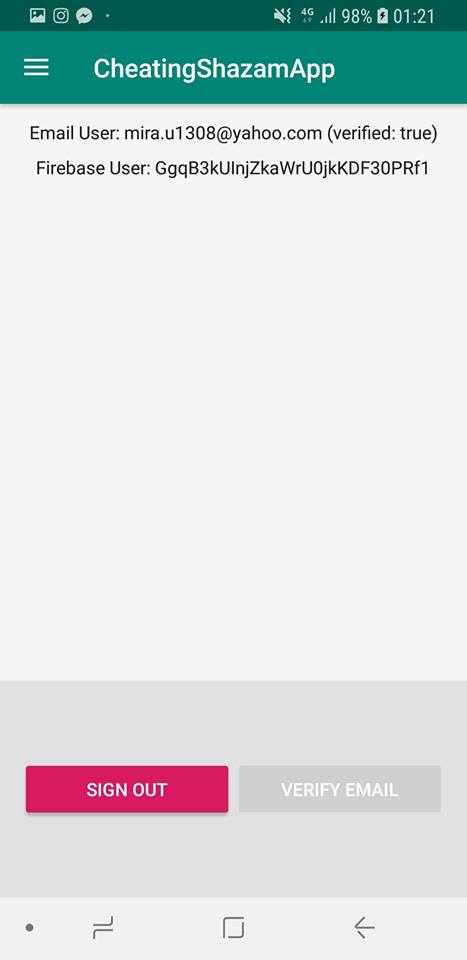 4G 98% 01:21
CheatingShazamApp
Email User: mira.u1308@yahoo.com (verified: true)
Firebase User: GgqB3kUInjZkaWrU0jkKDF30PRf1
SIGN OUT
VERIFY EMAIL